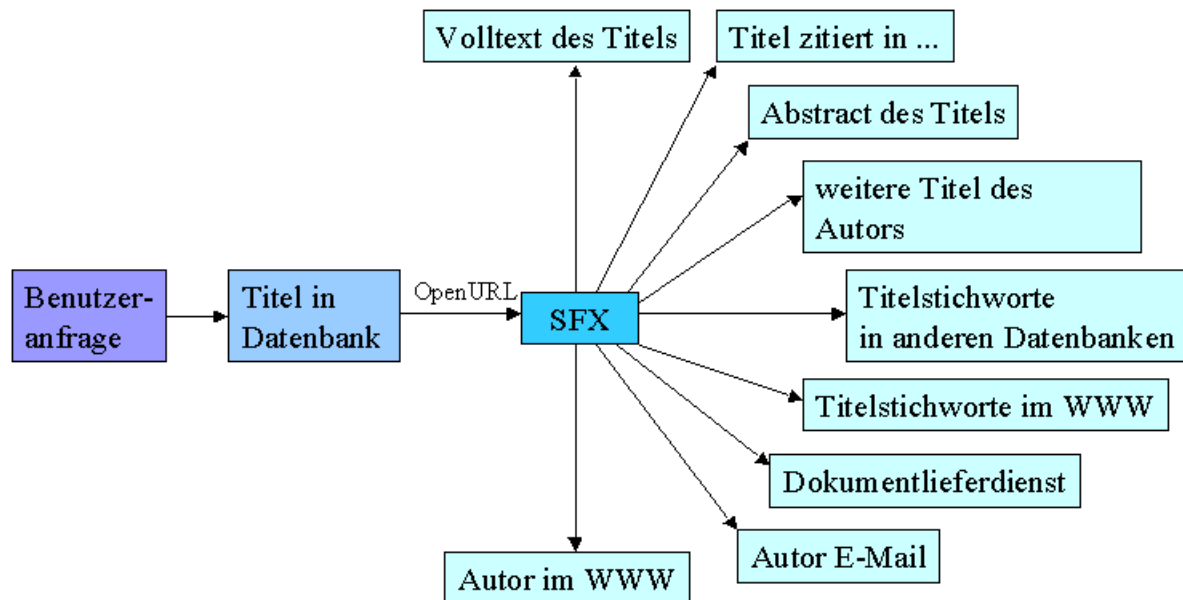 Volltext des Titels
Titel zitiert in ...
Abstract des Titels
weitere Titel des
Autors
Benutzer-
anfrage
Titel in
Datenbank
OpenURL
SFX
Titelstichworte
in anderen Datenbanken
Titelstichworte im WWW
Dokumentlieferdienst
Autor E-Mail
Autor im WWW